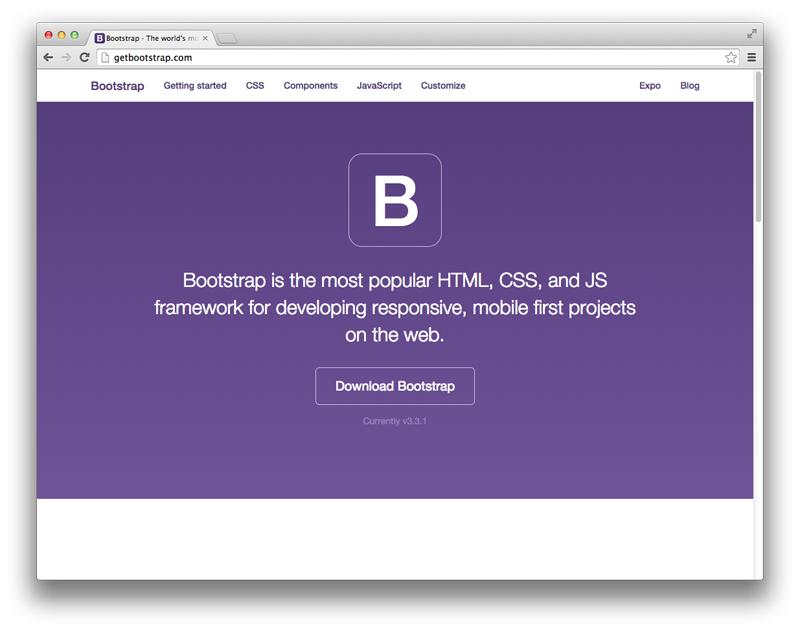 Bootstrap · The world's mo
getbootstrap.com
Bootstrap Getting started CSS Components JavaScript Customize Expo Blog
B
Bootstrap is the most popular HTML, CSS, and JS
framework for developing responsive, mobile first projects
on the web.
Download Bootstrap
Currently v3.3.1